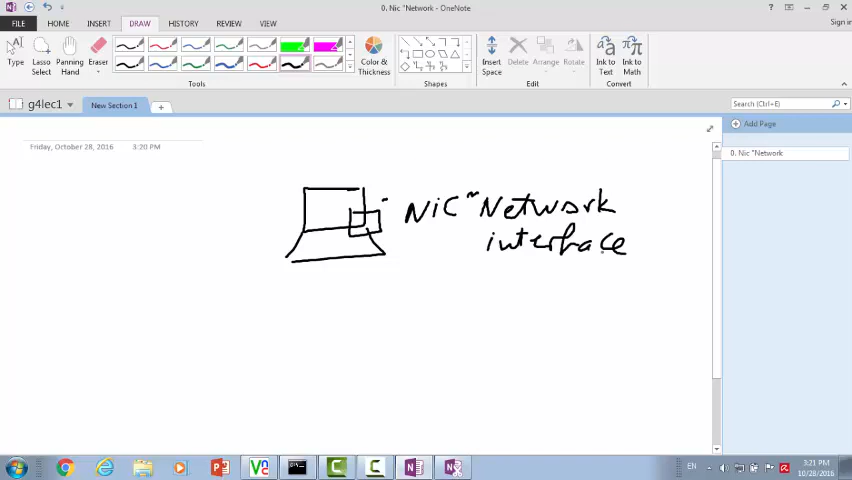 0. Nic "Network - OneNote
?
FILE
HOME
INSERT
DRAW
HISTORY
REVIEW
VIEW
Sign in
Type
Lasso
Select
Panning
Hand
Eraser
Color &
Thickness
Insert
Space
Delete
Arrange
Rotate
Ink to
Text
Ink to
Math
Tools
Shapes
Edit
Convert
g4lec1
New Section 1
Search (Ctrl+E)
Add Page
0. Nic "Network
Friday, October 28, 2016
3:20 PM
NiC "Network
interface
EN
3:21 PM
10/28/2016